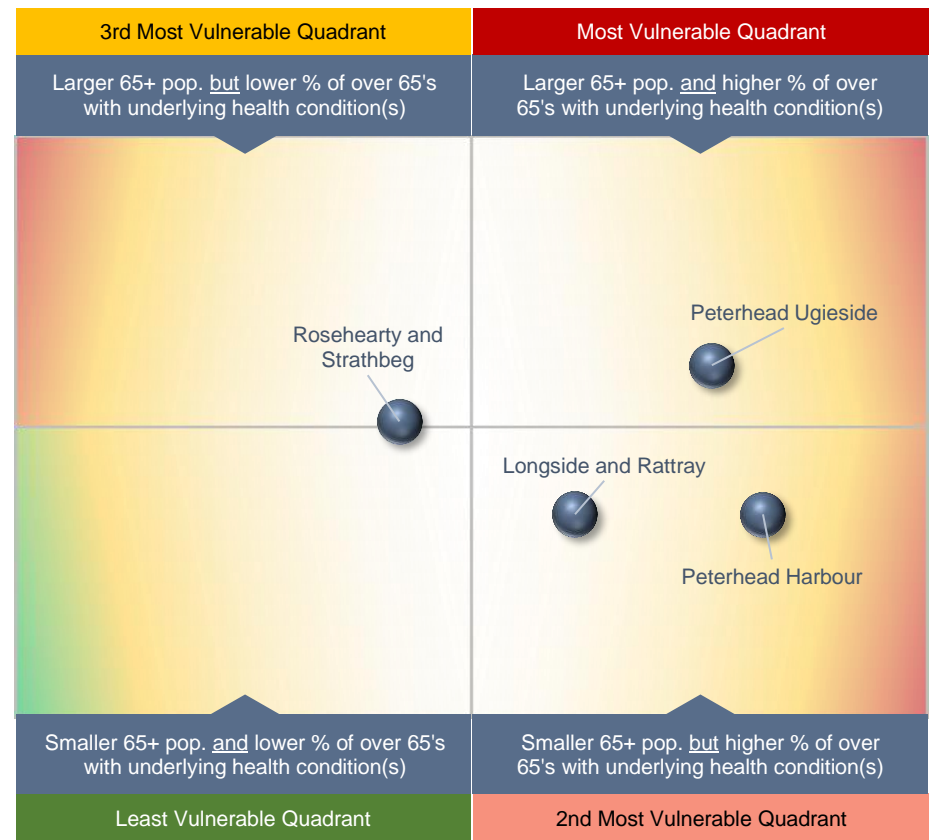 3rd Most Vulnerable Quadrant
Most Vulnerable Quadrant
Larger 65+ pop. but lower % of over 65's
with underlying health condition(s)
Larger 65+ pop. and higher % of over
65's with underlying health condition(s)
Peterhead Ugieside
Rosehearty and
Strathbeg
Longside and Rattray
Peterhead Harbour
Smaller 65+ pop. and lower % of over 65's
with underlying health condition(s)
Smaller 65+ pop. but higher % of over
65's with underlying health condition(s)
Least Vulnerable Quadrant
2nd Most Vulnerable Quadrant